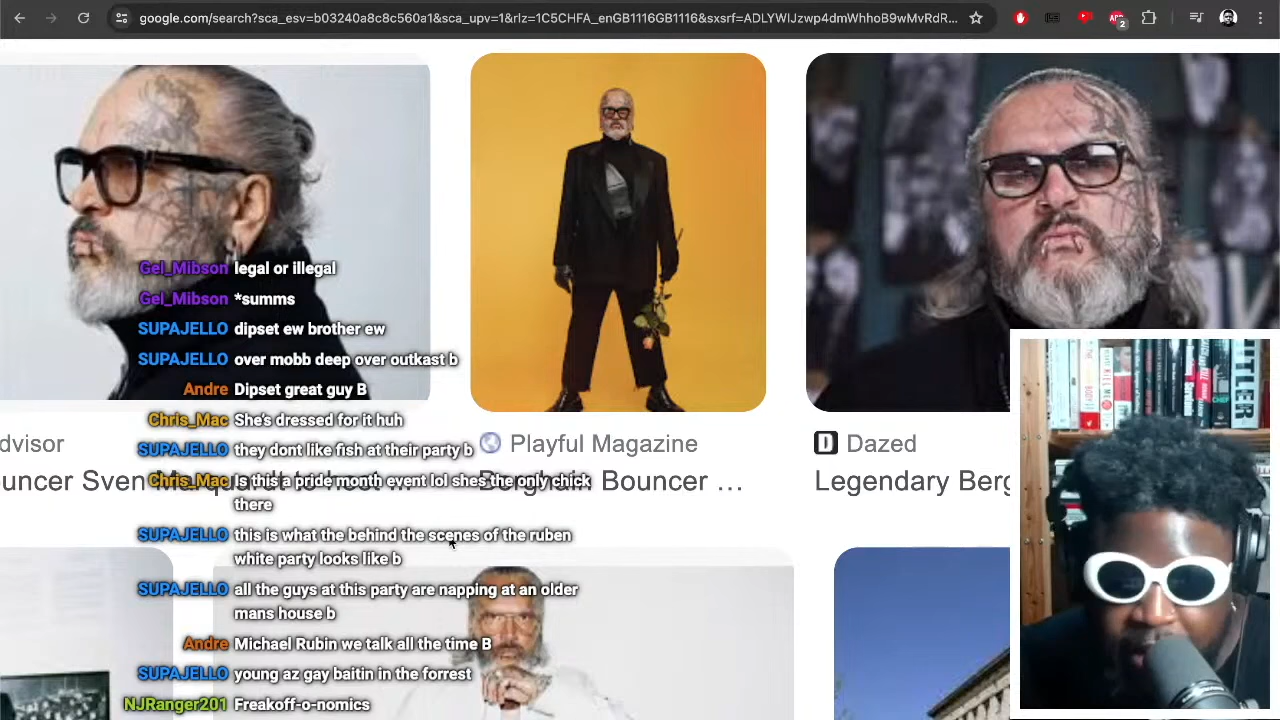 google.com/search?sca_esv=b03240a8c8c560a1&sca_upv=1&rlz=1C5CHFA_enGB1116GB1116&sxsrf=ADLYWIJzwp4dmWhhoB9wMvRdR...
2
Gel_Mibson legal or illegal
Gel_Mibson *summs
SUPAJELLO dipset ew brother ew
SUPAJELLO over mobb deep over outkast b
Andre Dipset great guy B
Chris_Mac She's dressed for it huh
dvisor
Playful Magazine
D Dazed
SUPAJELLO they dont like fish at their party b
uncer Sven
Berghain Bouncer ...
Legendary Berg
Chris_Mac Is this a pride month event lol shes the only chick
there
SUPAJELLO this is what the behind the scenes of the ruben
white party looks like b
SUPAJELLO all the guys at this party are napping at an older
mans house b
Andre Michael Rubin we talk all the time B
SUPAJELLO young az gay baitin in the forrest
NJRanger201 Freakoff-o-nomics